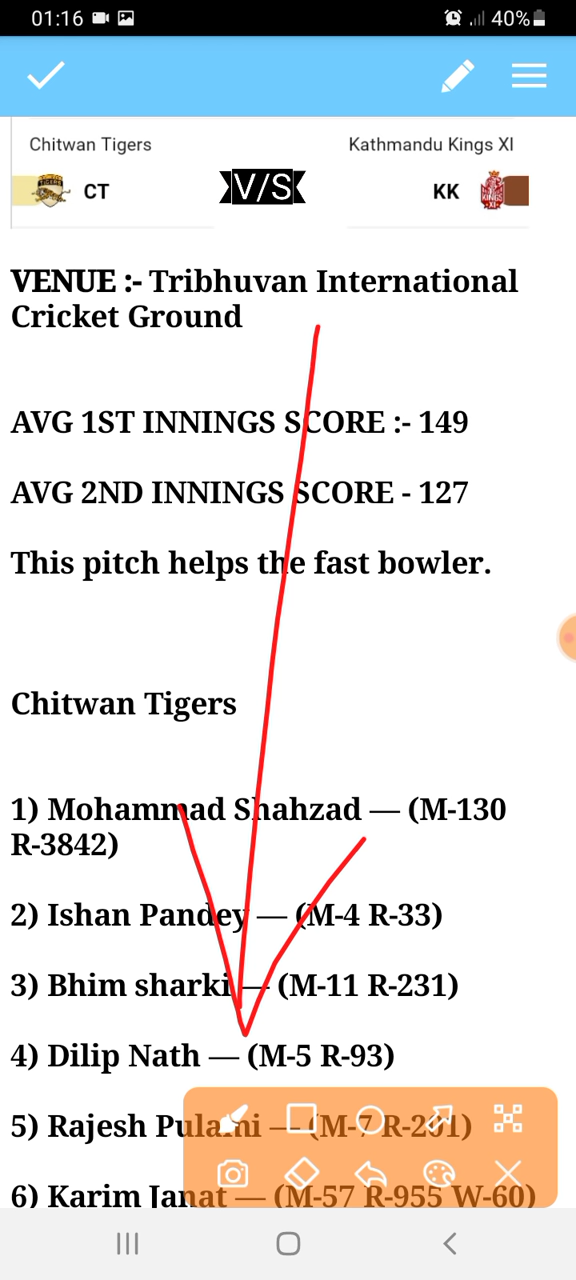 01:16 40%
Chitwan Tigers Kathmandu Kings XI
CT V/S KK
VENUE :- Tribhuvan International
Cricket Ground
AVG 1ST INNINGS SCORE :- 149
AVG 2ND INNINGS SCORE - 127
This pitch helps the fast bowler.
Chitwan Tigers
1) Mohammad Shahzad — (M-130
R-3842)
2) Ishan Pandey — (M-4 R-33)
3) Bhim sharki — (M-11 R-231)
4) Dilip Nath — (M-5 R-93)
5) Rajesh Pulami — (M-7 R-201)
6) Karim Janat — (M-57 R-955 W-60)